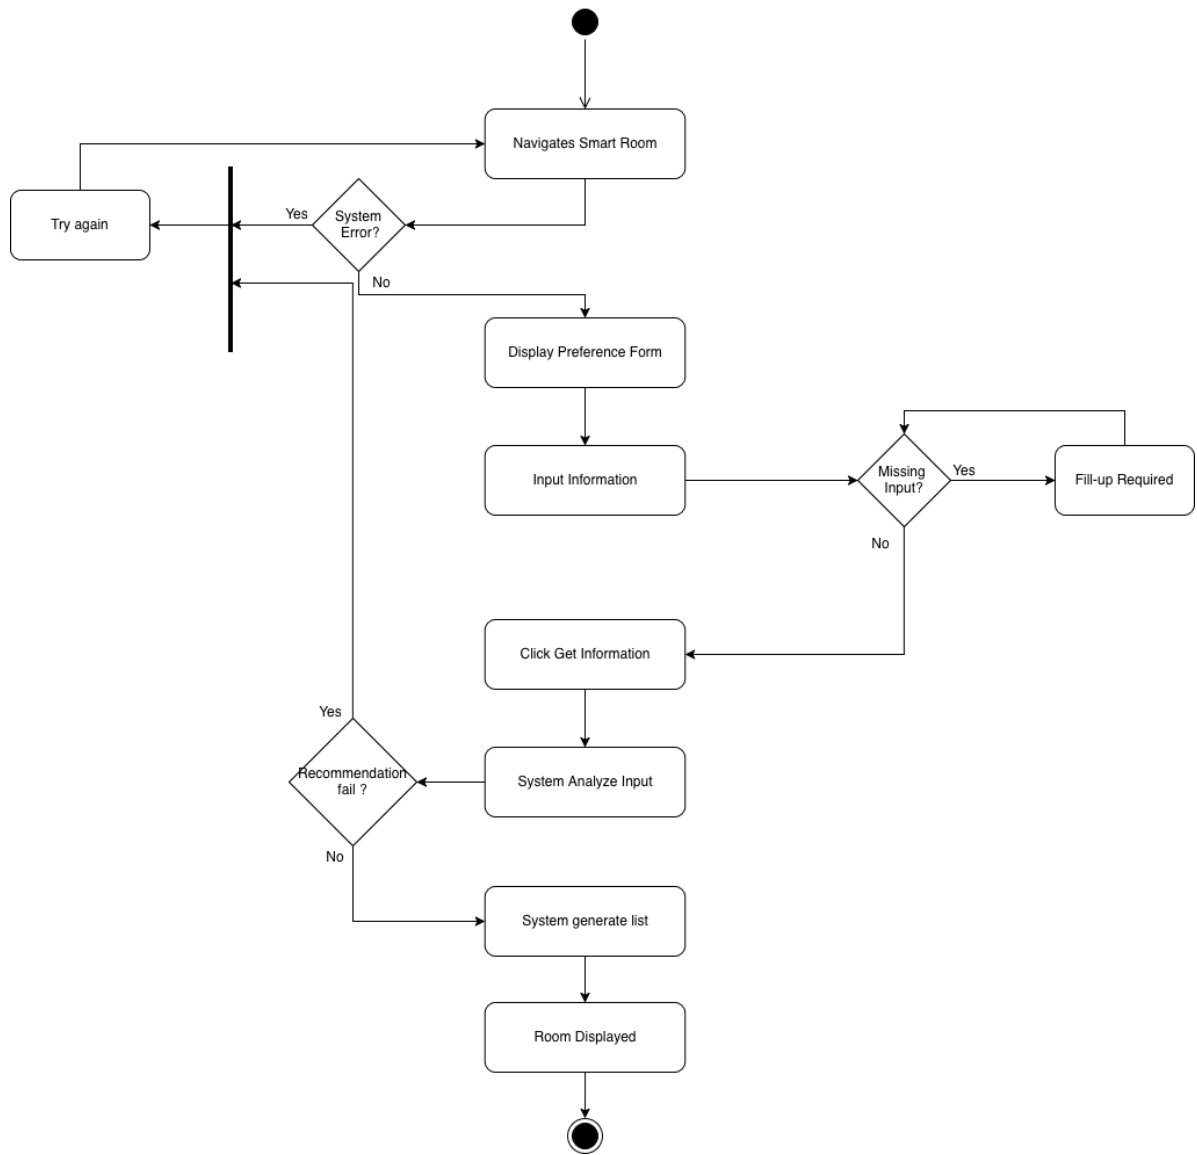 Navigates Smart Room
Try again
Yes
System
Error?
No
Display Preference Form
Input Information
Missing
Input?
Yes
Fill-up Required
No
Click Get Information
Yes
Recommendation
fail ?
System Analyze Input
No
System generate list
Room Displayed